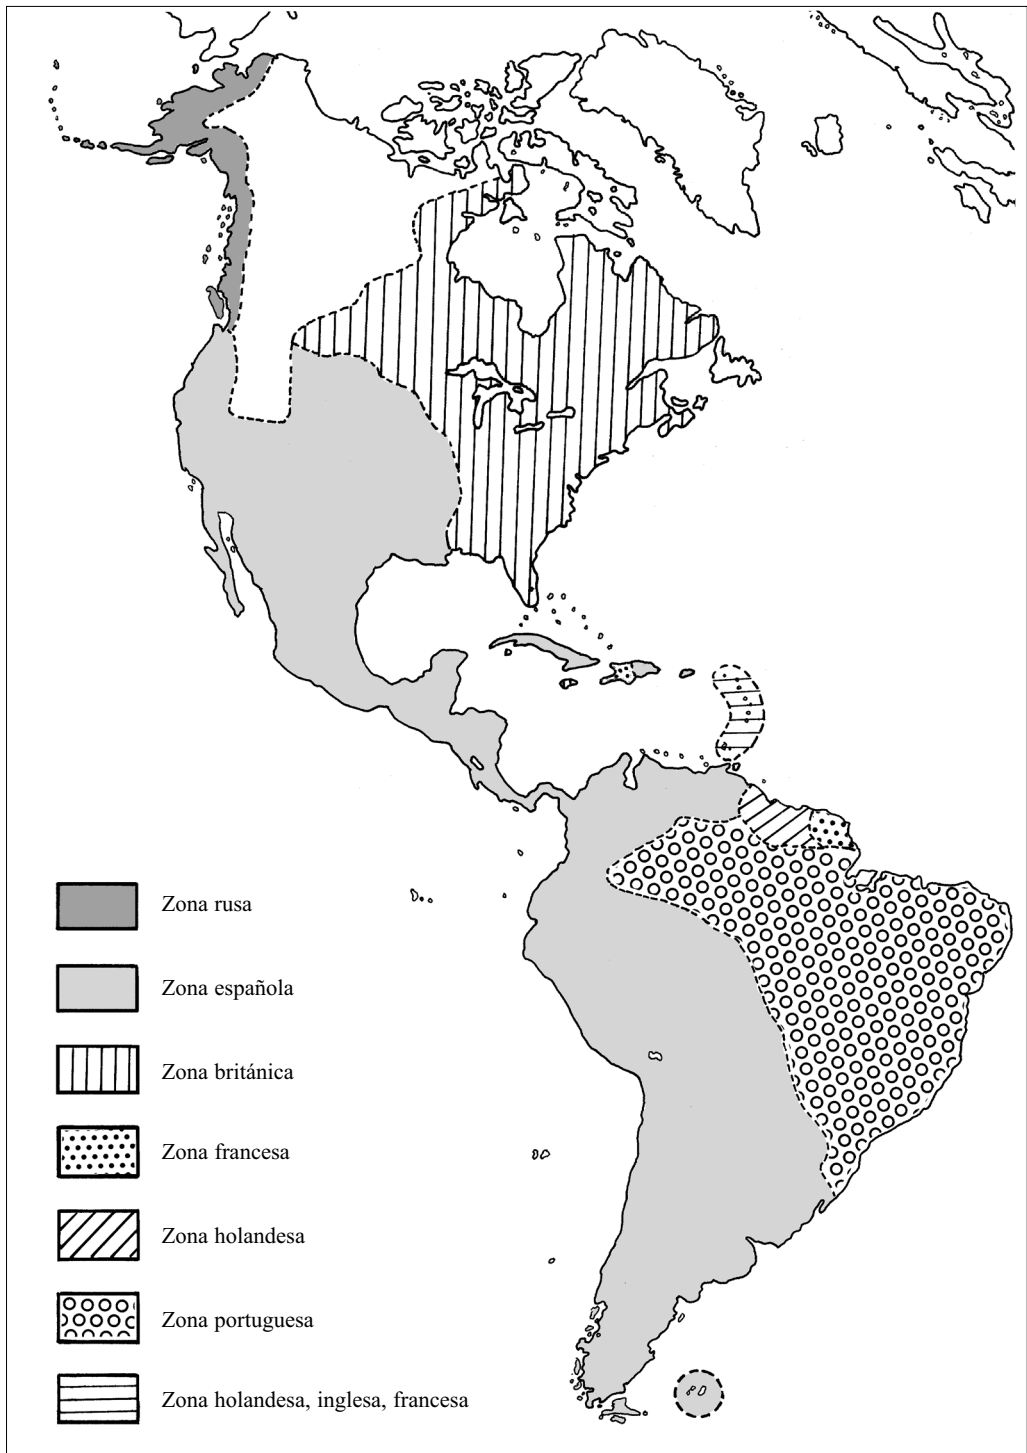 Zona rusa
Zona española
Zona británica
Zona francesa
Zona holandesa
Zona portuguesa
Zona holandesa, inglesa, francesa